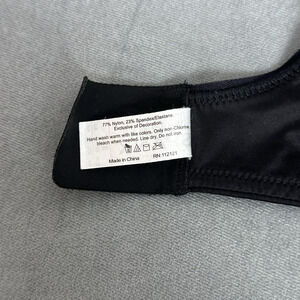 77% Nylon, 23% Spandex/Elastane
Exclusive of Decoration.
Hand wash warm with like colors. Only non-Chlorine
bleach when needed. Line dry. Do not iron.
Made in China RN 112121